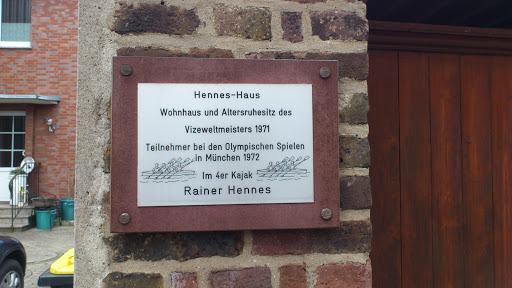 Hennes-Haus
Wohnhaus und Altersruhesitz des
Vizeweltmeisters 1971
Teilnehmer bei den Olympischen Spielen
in München 1972
Im 4er Kajak
Rainer Hennes